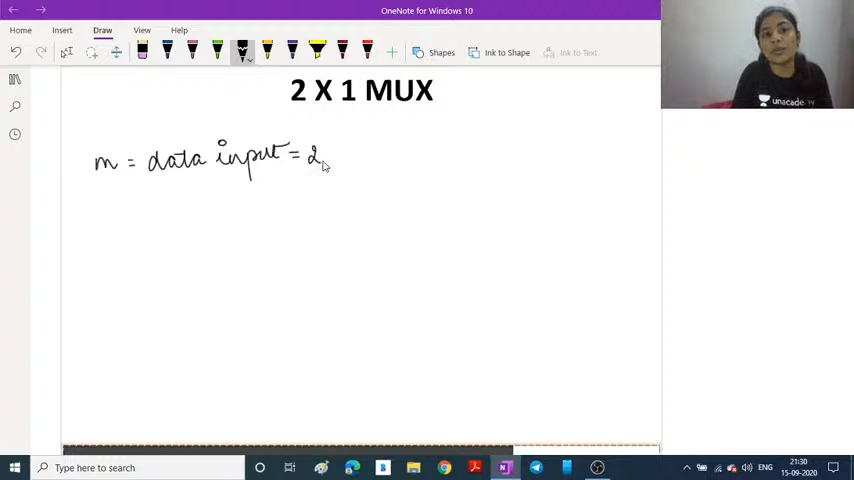 OneNote for Windows 10
Home Insert Draw View Help
Shapes Ink to Shape Ink to Text
2 X 1 MUX
m = data input = 2
unacade
Type here to search
ENG
21:30
15-09-2020